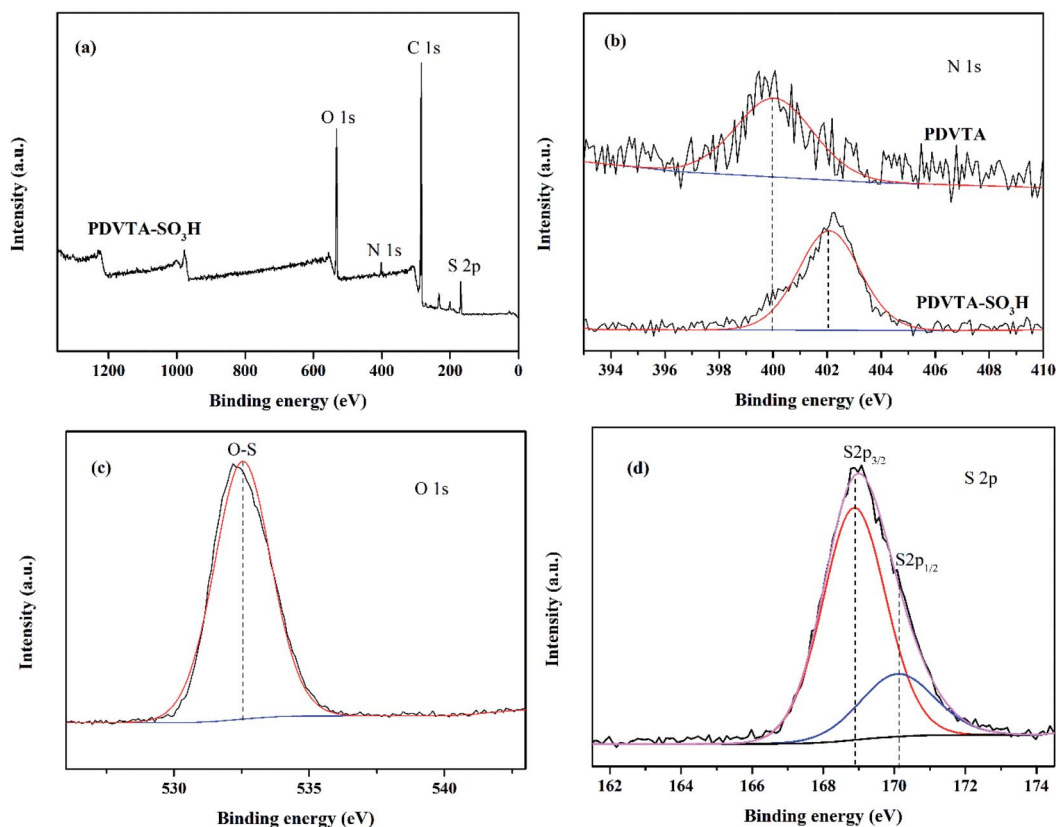 (a)
C 1s
O 1s
N 1s
S 2p
PDVTA-SO₃H
Intensity (a.u.)
1200 1000 800 600 400 200 0
Binding energy (eV)
(b)
N 1s
PDVTA
PDVTA-SO₃H
Intensity (a.u.)
394 396 398 400 402 404 406 408 410
Binding energy (eV)
(c)
O-S
O 1s
Intensity (a.u.)
530 535 540
Binding energy (eV)
(d)
S2p₃/₂
S 2p
S2p₁/₂
Intensity (a.u.)
162 164 166 168 170 172 174
Binding energy (eV)